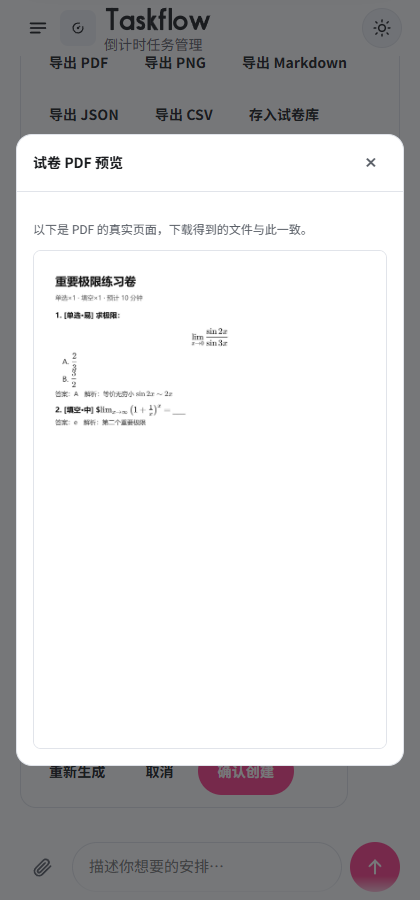 Taskflow
倒计时任务管理
导出 PDF 导出 PNG 导出 Markdown
导出 JSON 导出 CSV 存入试卷库
试卷 PDF 预览 ×
以下是 PDF 的真实页面，下载得到的文件与此一致。
重要极限练习卷
单选×1 · 填空×1 · 预计 10 分钟
1. [单选•易] 求极限：
lim x→0 sin 2x / sin 3x
A. 2/3
B. 3/2
答案：A 解析：等价无穷小 sin 2x ∼ 2x
2. [填空•中] $lim x→∞ (1 + 1/x)^x = ___
答案：e 解析：第二个重要极限
重新生成 取消 确认创建
描述你想要的安排…